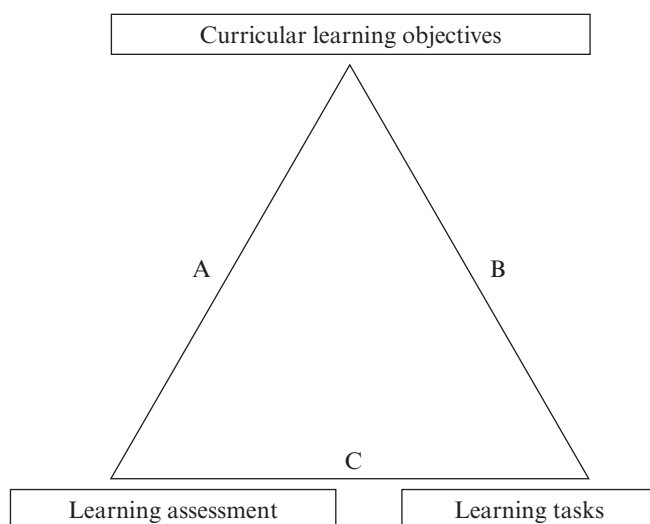 Curricular learning objectives
A
B
C
Learning assessment
Learning tasks